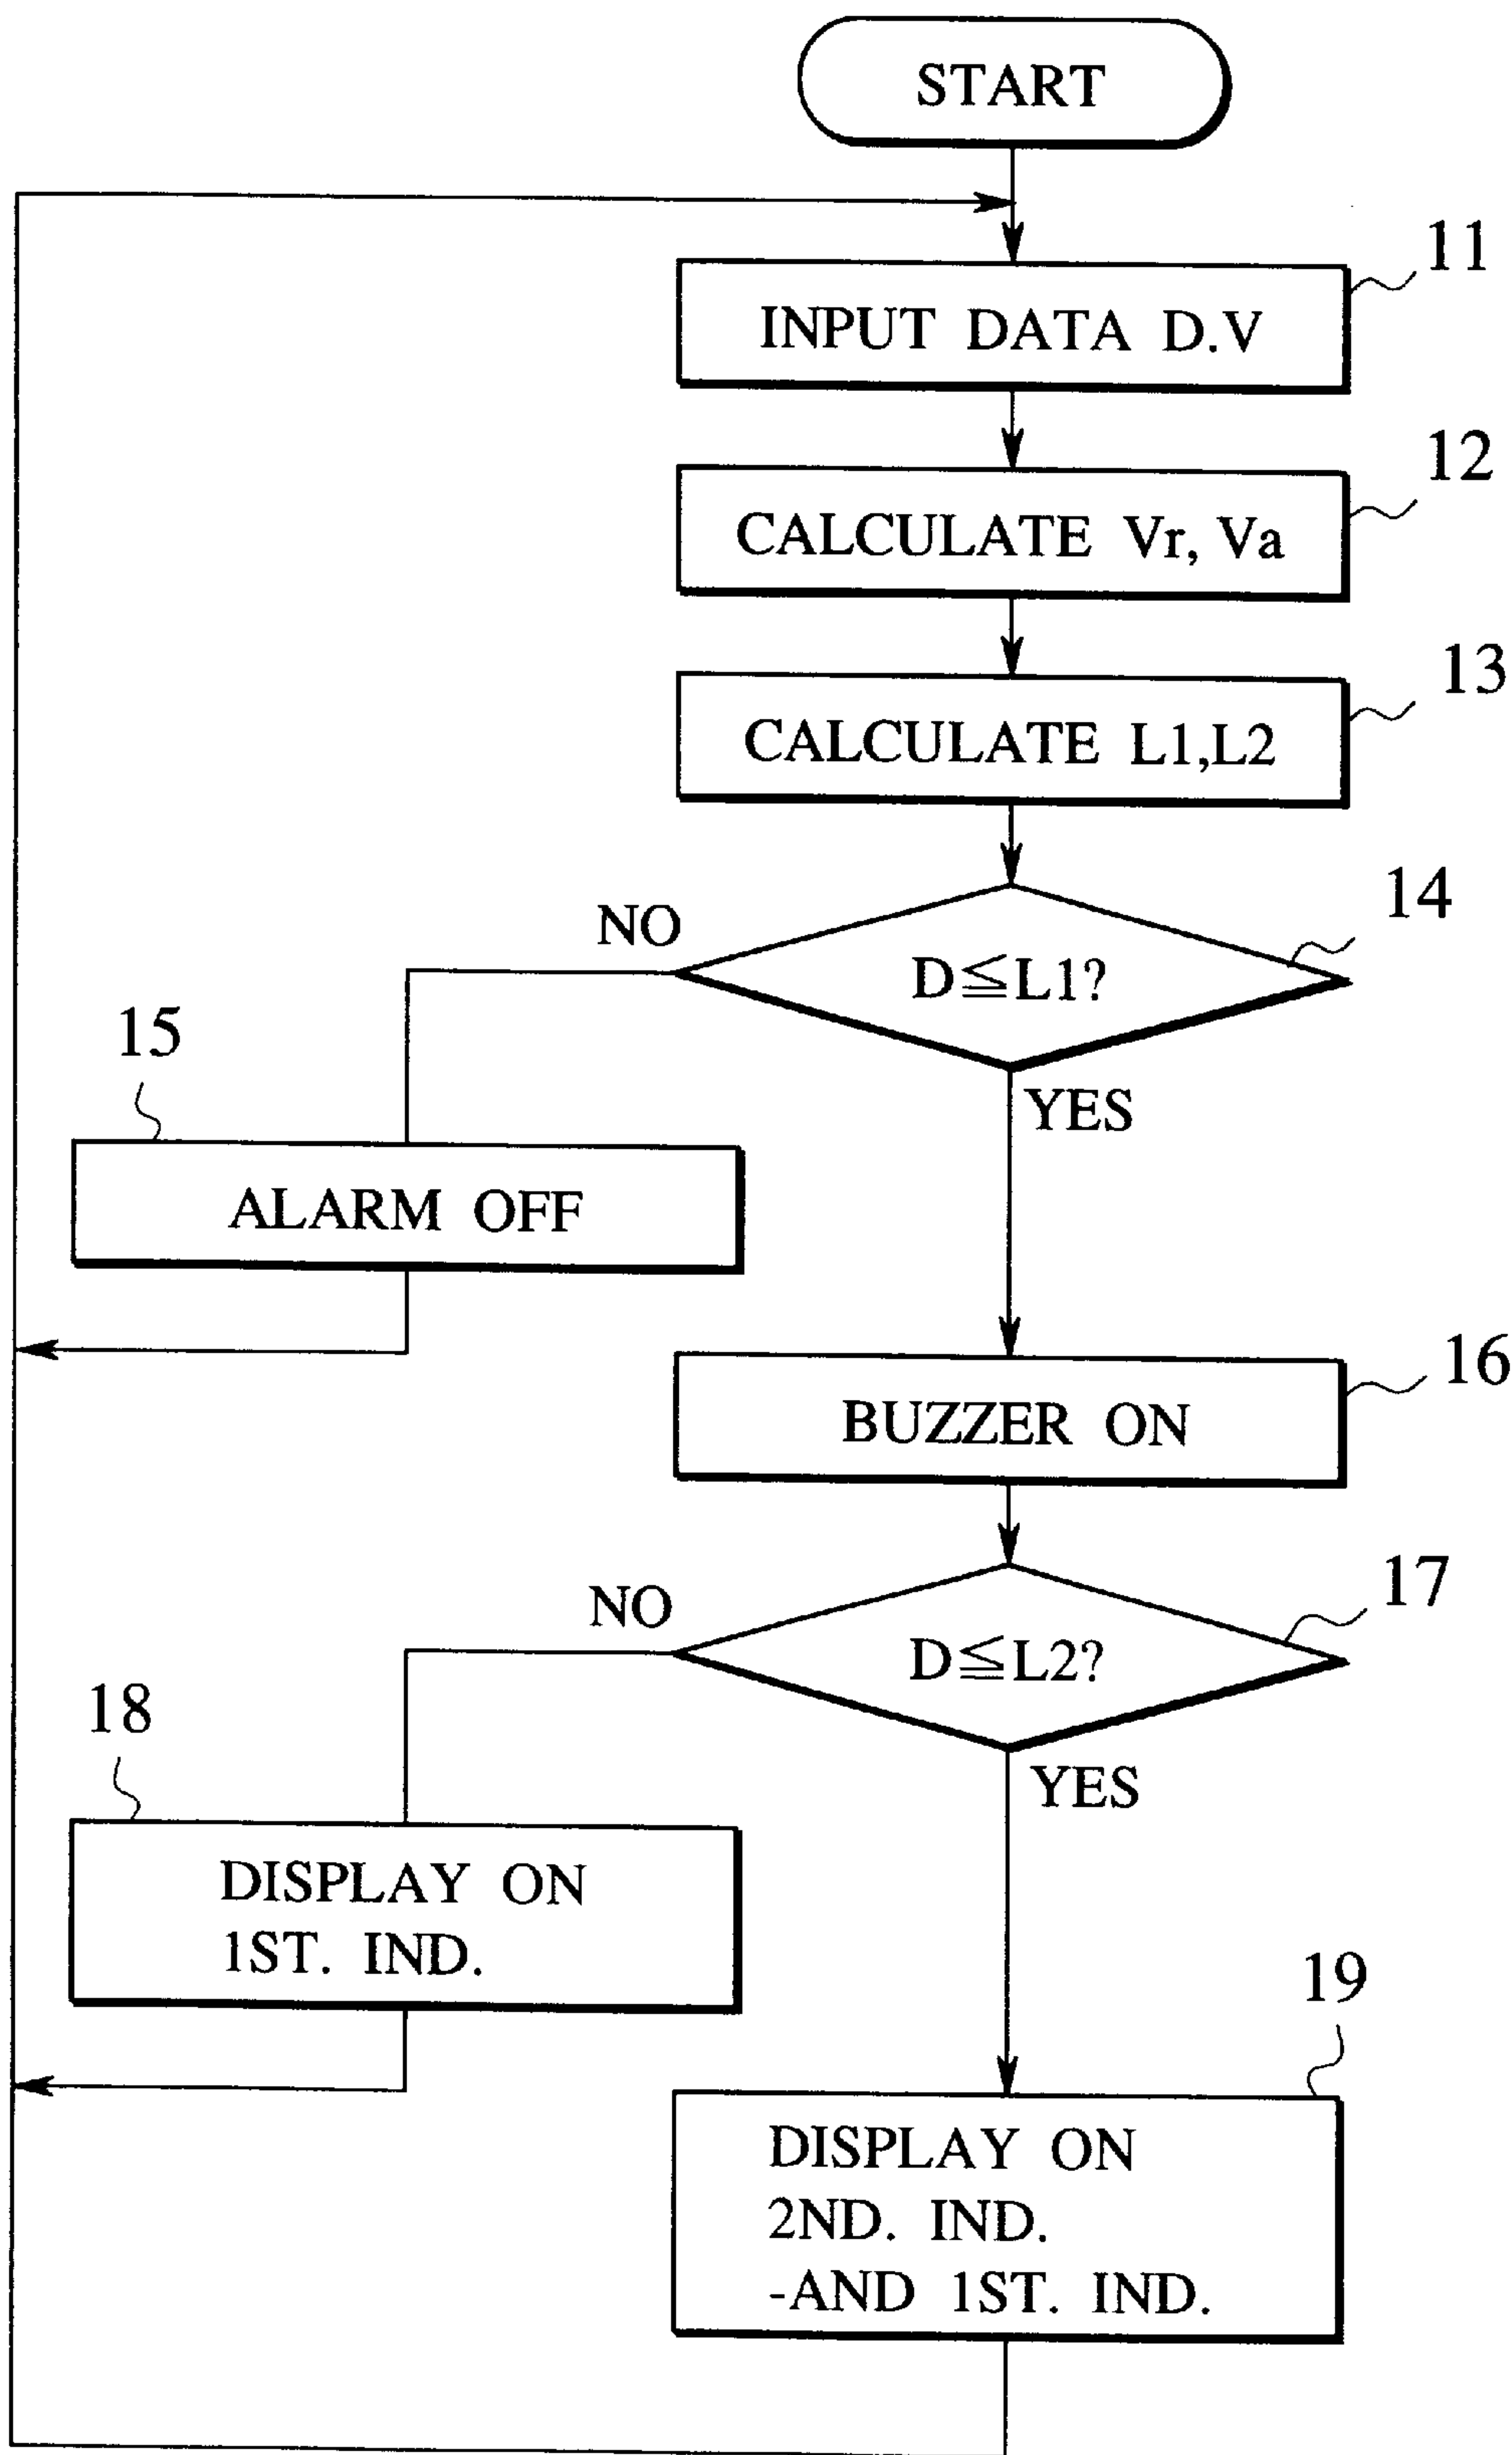 START
11
INPUT DATA D.V
12
CALCULATE Vr, Va
13
CALCULATE L1,L2
14
NO
D≦L1?
15
YES
ALARM OFF
16
BUZZER ON
17
NO
D≦L2?
18
YES
DISPLAY ON
1ST. IND.
19
DISPLAY ON
2ND. IND.
-AND 1ST. IND.